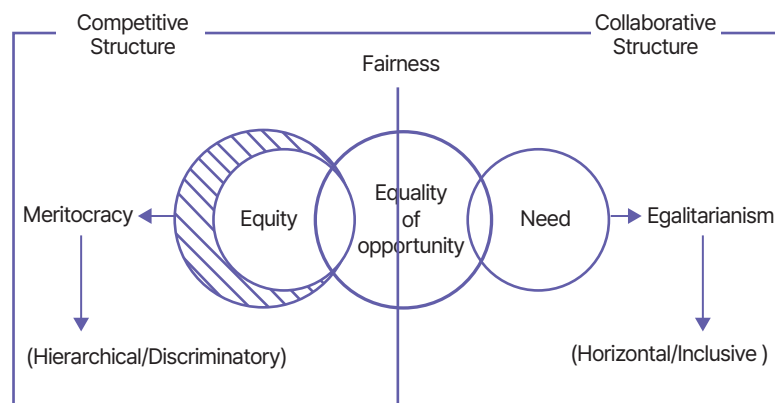 Competitive
Structure
Collaborative
Structure
Fairness
Meritocracy
Equity
Equality
of
opportunity
Need
Egalitarianism
(Hierarchical/Discriminatory)
(Horizontal/Inclusive )